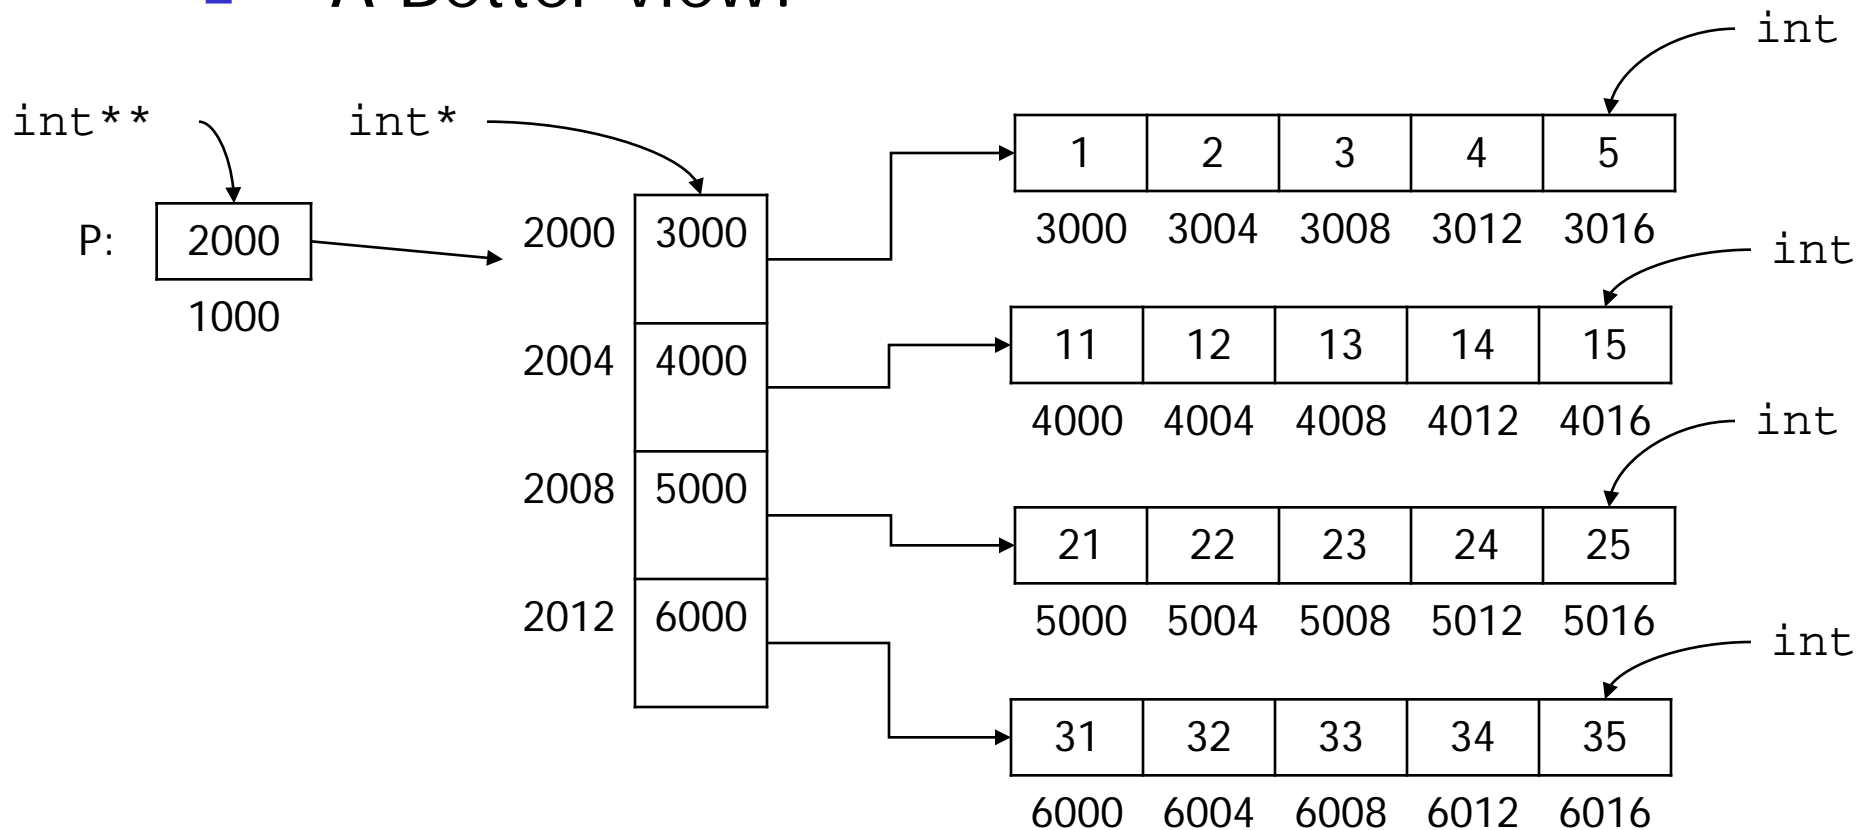 A Better view:
int
int** int*
1 2 3 4 5
P: 2000 2000 3000 3000 3004 3008 3012 3016
int
1000
11 12 13 14 15
2004 4000
4000 4004 4008 4012 4016
int
2008 5000
21 22 23 24 25
5000 5004 5008 5012 5016
2012 6000
int
31 32 33 34 35
6000 6004 6008 6012 6016